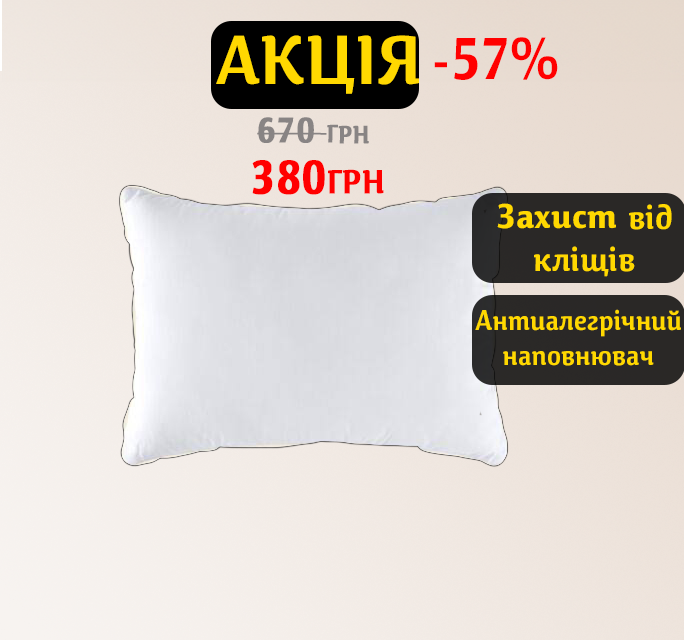 АКЦІЯ -57%
670 ГРН
380ГРН
Захист від
кліщів
Антиалегрічний
наповнювач